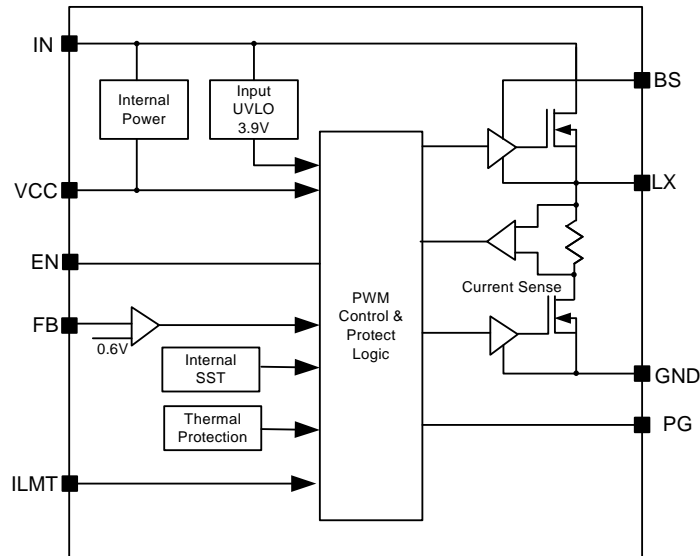 IN
BS
Internal
Power
Input
UVLO
3.9V
VCC
LX
EN
Current Sense
FB
0.6V
PWM
Control &
Protect
Logic
Internal
SST
GND
Thermal
Protection
PG
ILMT